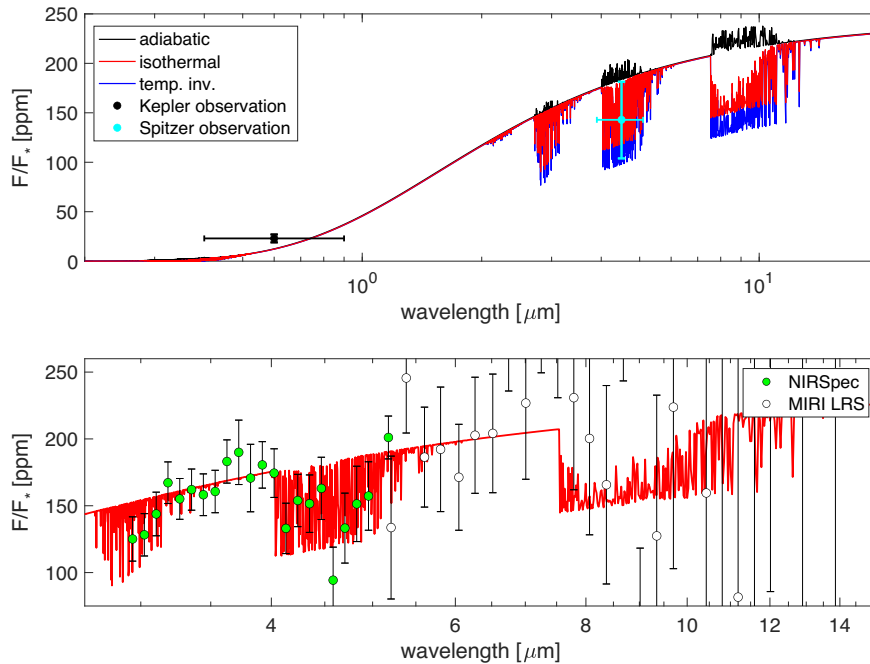 250
200
150
100
50
0
F/F* [ppm]
adiabatic
isothermal
temp. inv.
Kepler observation
Spitzer observation
10^0
10^1
wavelength [μm]
250
200
150
100
F/F* [ppm]
NIRSpec
MIRI LRS
4
6
8
10
12
14
wavelength [μm]